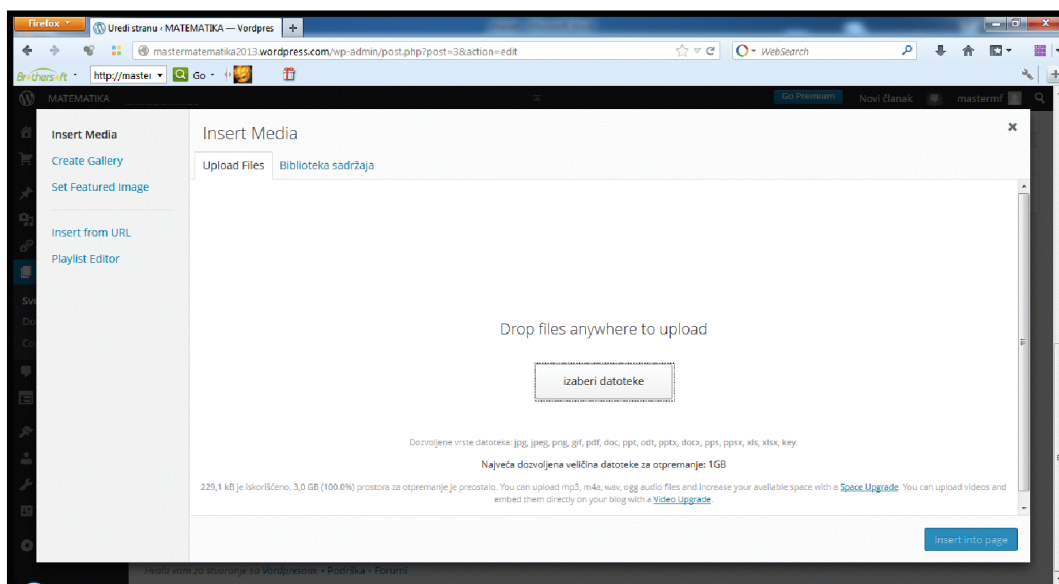 Firefox
Uredi stranu ‹ MATEMATIKA — Vordpres
mastermatematika2013.wordpress.com/wp-admin/post.php?post=3&action=edit
WebSearch
Brothersoft
http://master
Go
MATEMATIKA
Go Premium
Novi članak
mastermf
Insert Media
Create Gallery
Set Featured Image
Insert from URL
Playlist Editor
Insert Media
Upload Files
Biblioteka sadržaja
Sve
Do
Co
Drop files anywhere to upload
izaberi datoteke
Dozvoljene vrste datoteka: jpg, jpeg, png, gif, pdf, doc, ppt, odt, pptx, docx, pps, ppsx, xls, xlsx, key.
Najveća dozvoljena veličina datoteke za otpremanje: 1GB
229,1 kB je iskorišćeno, 3,0 GB (100.0%) prostora za otpremanje je preostalo. You can upload mp3, m4a, wav, ogg audio files and increase your available space with a Space Upgrade. You can upload videos and
embed them directly on your blog with a Video Upgrade
Insert into page
Hvala vam za stvaranje sa Vordpresom. • Podrška • Forumi